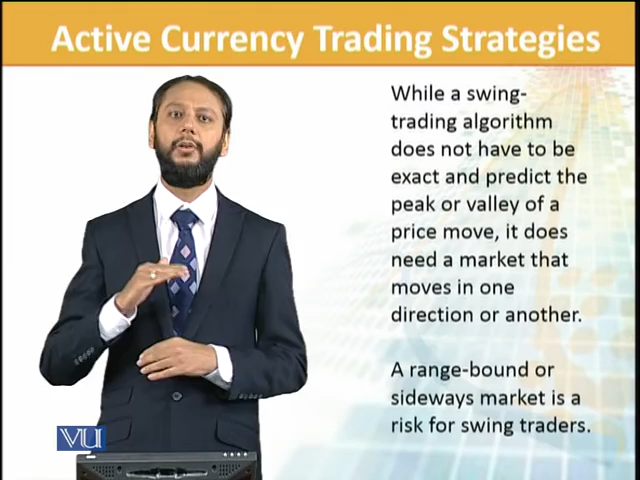 Active Currency Trading Strategies
While a swing-
trading algorithm
does not have to be
exact and predict the
peak or valley of a
price move, it does
need a market that
moves in one
direction or another.
A range-bound or
sideways market is a
risk for swing traders.
VU